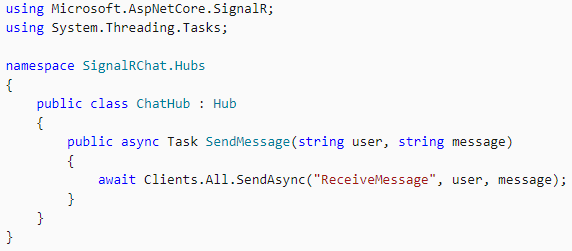 using Microsoft.AspNetCore.SignalR;
using System.Threading.Tasks;

namespace SignalRChat.Hubs
{
    public class ChatHub : Hub
    {
        public async Task SendMessage(string user, string message)
        {
            await Clients.All.SendAsync("ReceiveMessage", user, message);
        }
    }
}